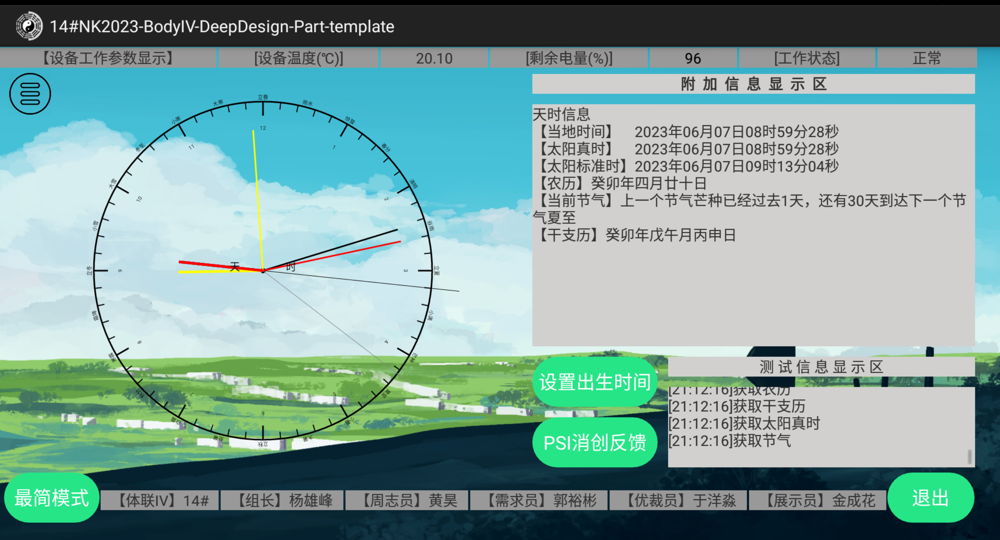 14#NK2023-BodyIV-DeepDesign-Part-template
【设备工作参数显示】 [设备温度(℃)] 20.10 [剩余电量(%)] 96 [工作状态] 正常
附加信息显示区
天时信息
【当地时间】 2023年06月07日08时59分28秒
【太阳真时】 2023年06月07日08时59分28秒
【太阳标准时】2023年06月07日09时13分04秒
【农历】癸卯年四月廿十日
【当前节气】上一个节气芒种已经过去1天，还有30天到达下一个节
气夏至
【干支历】癸卯年戊午月丙申日
立春
雨水
惊蛰
春分
清明
谷雨
立夏
小满
芒种
夏至
小暑
大暑
立秋
处暑
白露
秋分
寒露
霜降
立冬
小雪
大雪
冬至
小寒
大寒
12
1
2
3
4
5
6
7
8
9
10
11
天 时
设置出生时间
PSI消创反馈
测试信息显示区
[21:12:16]获取农历
[21:12:16]获取干支历
[21:12:16]获取太阳真时
[21:12:16]获取节气
最简模式 【体联IV】14# 【组长】杨雄峰 【周志员】黄昊 【需求员】郭裕彬 【优裁员】于洋淼 【展示员】金成花 退出